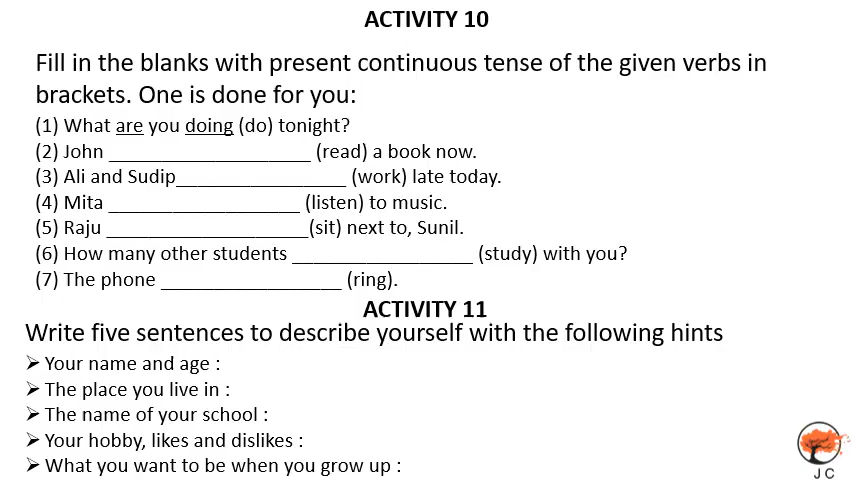 ACTIVITY 10
Fill in the blanks with present continuous tense of the given verbs in
brackets. One is done for you:
(1) What are you doing (do) tonight?
(2) John ____________________ (read) a book now.
(3) Ali and Sudip_________________ (work) late today.
(4) Mita ___________________ (listen) to music.
(5) Raju ____________________(sit) next to, Sunil.
(6) How many other students __________________ (study) with you?
(7) The phone __________________ (ring).
ACTIVITY 11
Write five sentences to describe yourself with the following hints
➢ Your name and age :
➢ The place you live in :
➢ The name of your school :
➢ Your hobby, likes and dislikes :
➢ What you want to be when you grow up :
J C